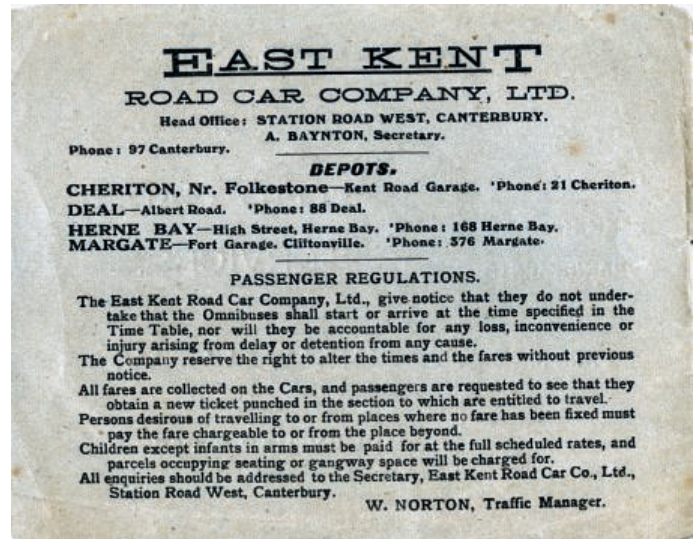 EAST KENT
ROAD CAR COMPANY, LTD.
Head Office: STATION ROAD WEST, CANTERBURY.
A. BAYNTON, Secretary.
Phone: 97 Canterbury.
DEPOTS.
CHERITON, Nr. Folkestone—Kent Road Garage. 'Phone: 21 Cheriton.
DEAL—Albert Road. 'Phone: 88 Deal.
HERNE BAY—High Street, Herne Bay. 'Phone: 168 Herne Bay.
MARGATE—Fort Garage. Cliftonville. 'Phone: 376 Margate.
PASSENGER REGULATIONS.
The East Kent Road Car Company, Ltd., give notice that they do not under-
take that the Omnibuses shall start or arrive at the time specified in the
Time Table, nor will they be accountable for any loss, inconvenience or
injury arising from delay or detention from any cause.
The Company reserve the right to alter the times and the fares without previous
notice.
All fares are collected on the Cars, and passengers are requested to see that they
obtain a new ticket punched in the section to which are entitled to travel.
Persons desirous of travelling to or from places where no fare has been fixed must
pay the fare chargeable to or from the place beyond.
Children except infants in arms must be paid for at the full scheduled rates, and
parcels occupying seating or gangway space will be charged for.
All enquiries should be addressed to the Secretary, East Kent Road Car Co., Ltd.,
Station Road West, Canterbury.
W. NORTON, Traffic Manager.